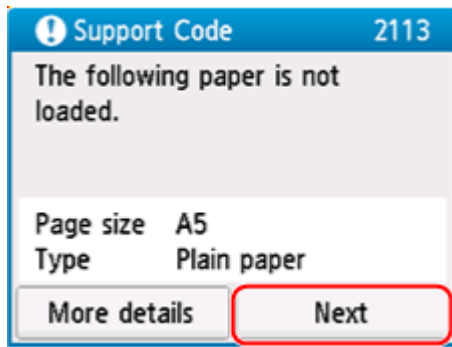 Support Code 2113
The following paper is not
loaded.
Page size A5
Type Plain paper
More details Next